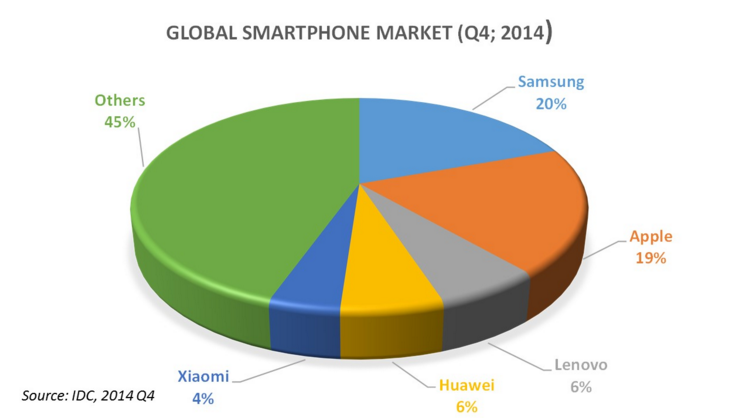 GLOBAL SMARTPHONE MARKET (Q4; 2014)
Samsung
20%
Others
45%
Apple
19%
Lenovo
6%
Xiaomi
4%
Huawei
6%
Source: IDC, 2014 Q4